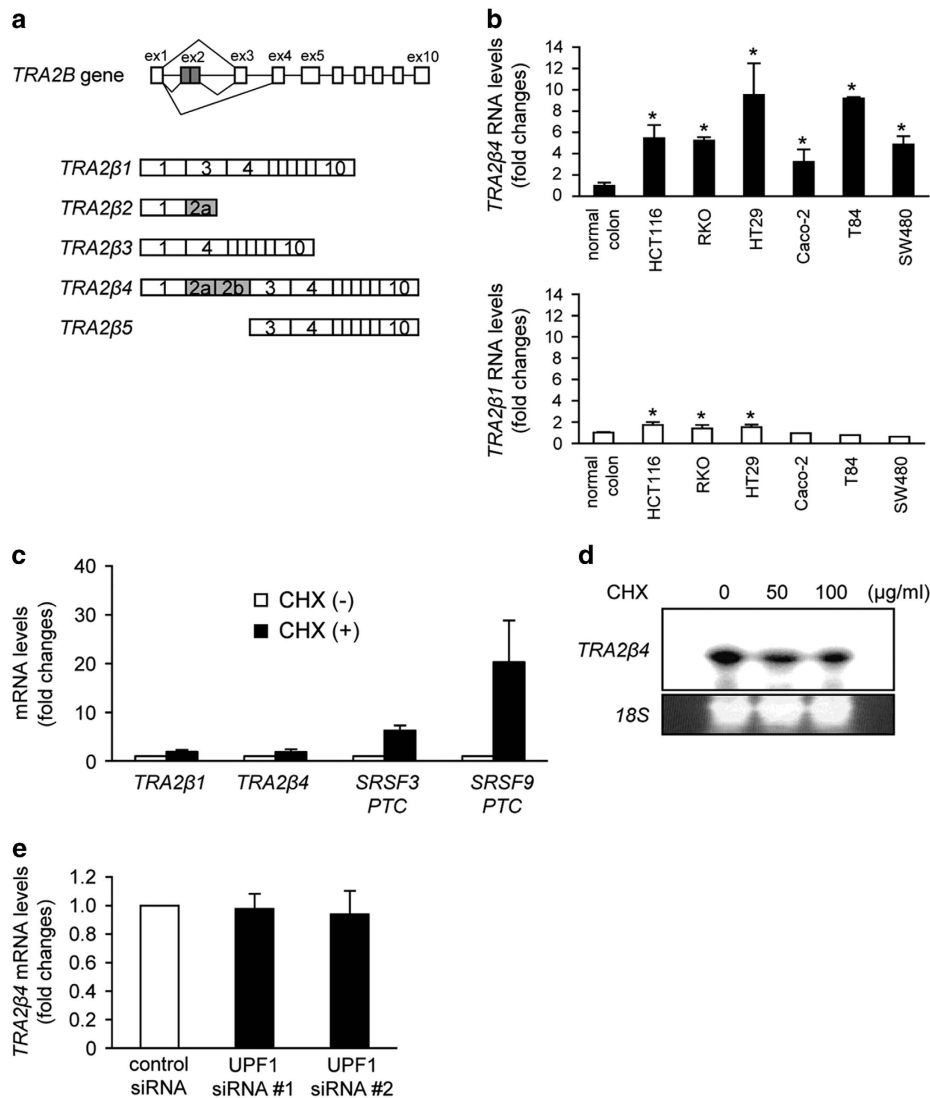 a
ex1 ex2 ex3 ex4 ex5 ex10
TRA2B gene
TRA2β1 1 3 4 10
TRA2β2 1 2a
TRA2β3 1 4 10
TRA2β4 1 2a 2b 3 4 10
TRA2β5 3 4 10
b
TRA2β4 RNA levels
(fold changes)
14
12
10
8
6
4
2
0
* * * * * *
normal
colon
HCT116
RKO
HT29
Caco-2
T84
SW480
TRA2β1 RNA levels
(fold changes)
14
12
10
8
6
4
2
0
* * *
normal
colon
HCT116
RKO
HT29
Caco-2
T84
SW480
c
mRNA levels
(fold changes)
40
30
20
10
0
CHX (-)
CHX (+)
TRA2β1 TRA2β4 SRSF3 SRSF9
PTC PTC
d
CHX 0 50 100 (μg/ml)
TRA2β4
18S
e
TRA2β4 mRNA levels
(fold changes)
1.2
1.0
0.8
0.6
0.4
0.2
0
control UPF1 UPF1
siRNA siRNA #1 siRNA #2